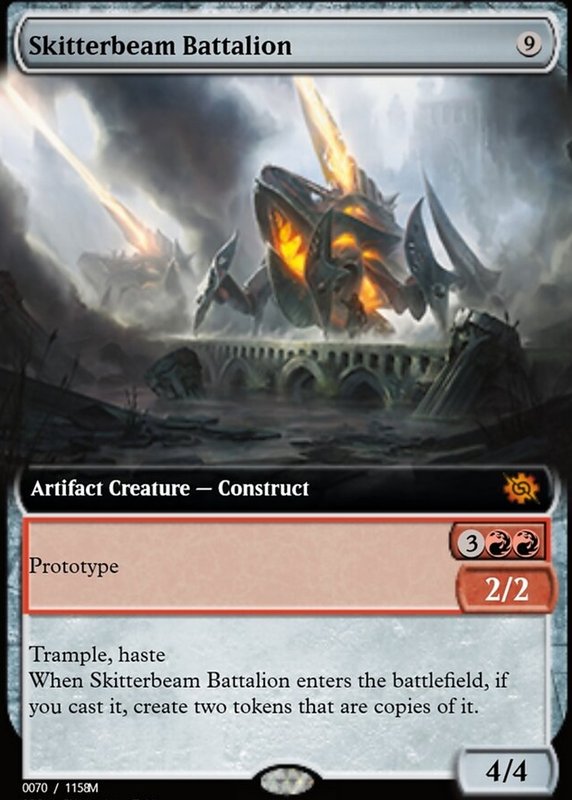 Skitterbeam Battalion 9
Artifact Creature — Construct
3
Prototype
2/2
Trample, haste
When Skitterbeam Battalion enters the battlefield, if
you cast it, create two tokens that are copies of it.
4/4
0070 / 1158M